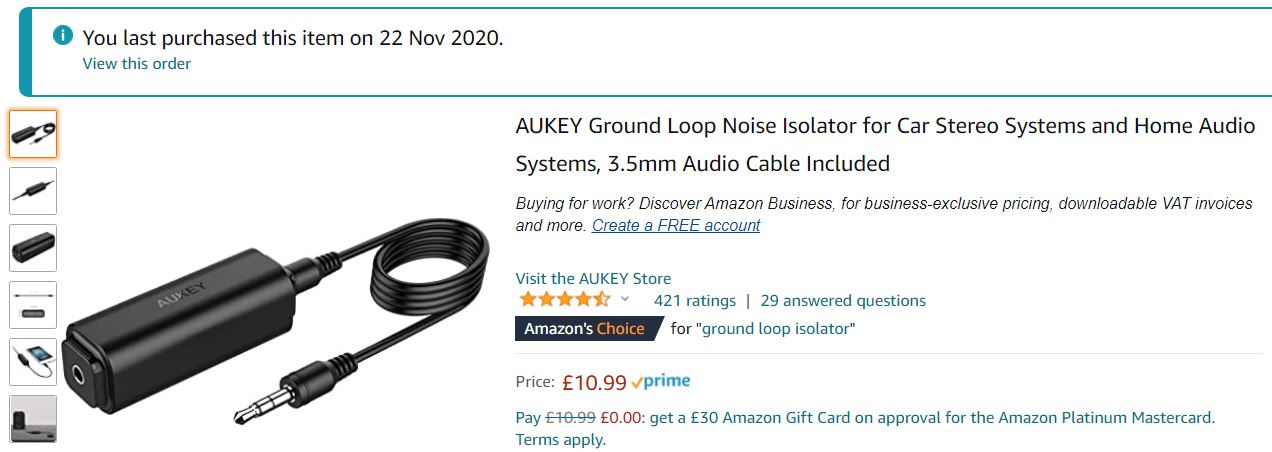 You last purchased this item on 22 Nov 2020.
View this order
AUKEY Ground Loop Noise Isolator for Car Stereo Systems and Home Audio
Systems, 3.5mm Audio Cable Included
Buying for work? Discover Amazon Business, for business-exclusive pricing, downloadable VAT invoices
and more. Create a FREE account
AUKEY
Visit the AUKEY Store
421 ratings | 29 answered questions
Amazon's Choice for "ground loop isolator"
Price: £10.99 prime
Pay £10.99 £0.00: get a £30 Amazon Gift Card on approval for the Amazon Platinum Mastercard.
Terms apply.